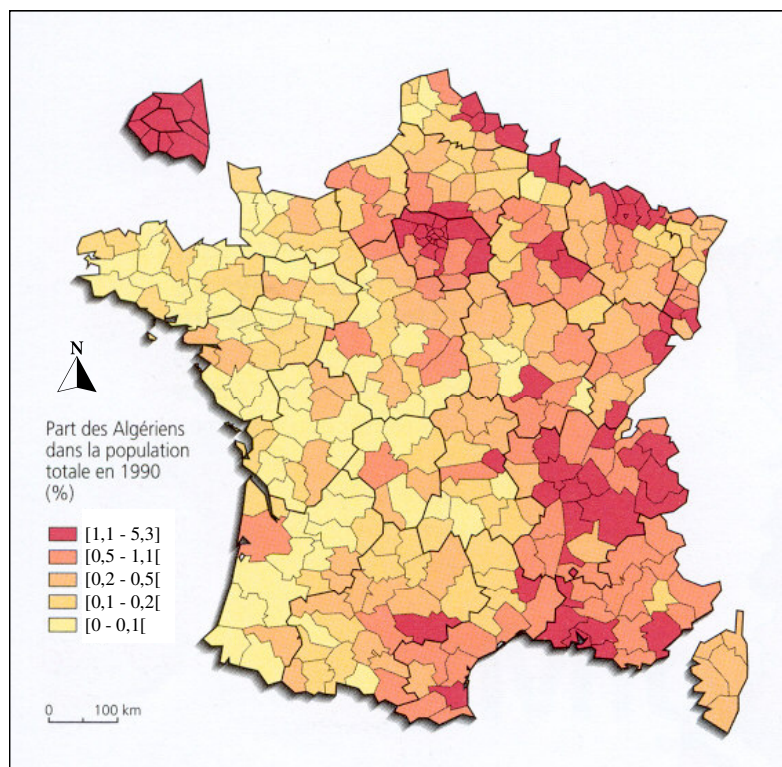 N
Part des Algériens
dans la population
totale en 1990
(%)
[1,1 - 5,3]
[0,5 - 1,1[
[0,2 - 0,5[
[0,1 - 0,2[
[0 - 0,1[
0 100 km